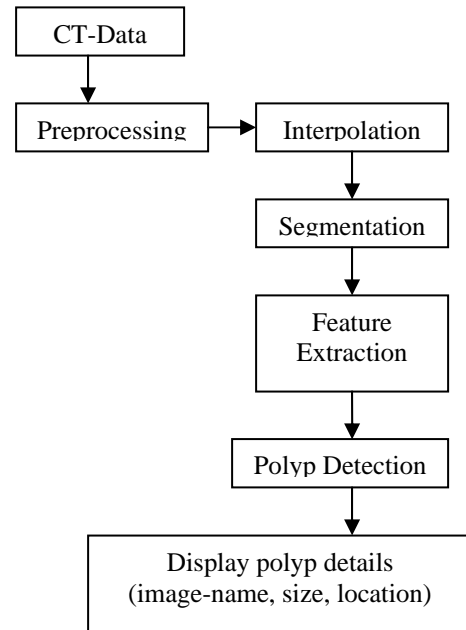 CT-Data
Preprocessing
Interpolation
Segmentation
Feature
Extraction
Polyp Detection
Display polyp details
(image-name, size, location)